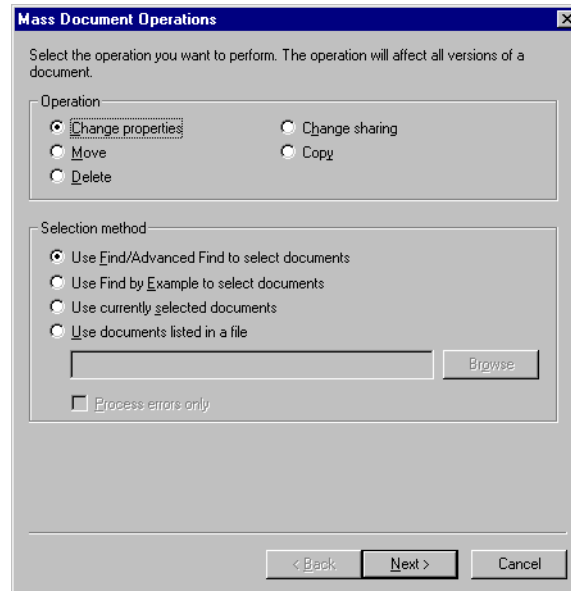 Mass Document Operations
Select the operation you want to perform. The operation will affect all versions of a
document.
Operation
Change properties
Change sharing
Move
Copy
Delete
Selection method
Use Find/Advanced Find to select documents
Use Find by Example to select documents
Use currently selected documents
Use documents listed in a file
Browse
Process errors only
< Back
Next >
Cancel